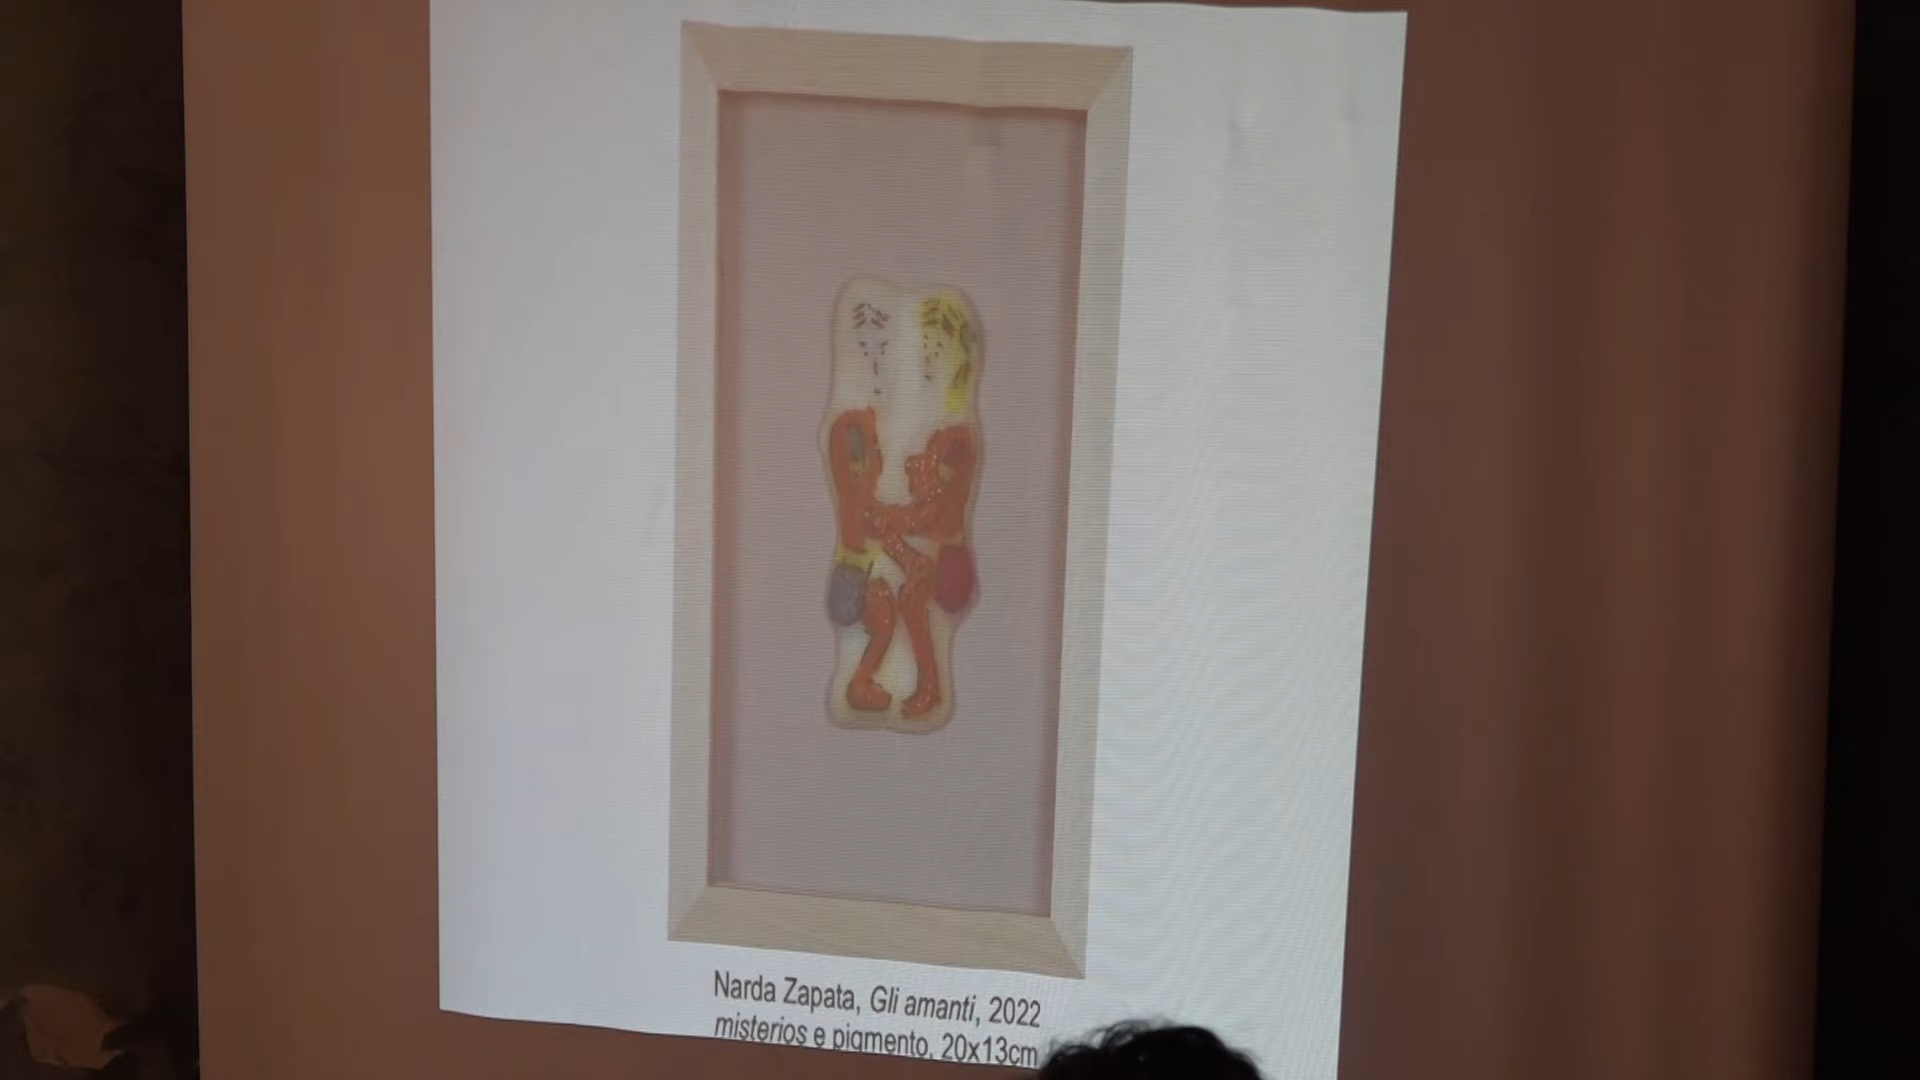 Narda Zapata, Gli amanti, 2022
misterios e pigmento, 20x13cm